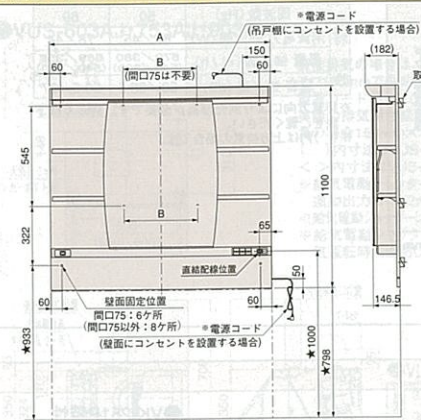 ※電源コード
(吊戸棚にコンセントを設置する場合)
A
B
(間口75は不要)
150
60
60
(182)
取
545
1100
B
322
65
直結配線位置
50
60
壁面固定位置
間口75：6ケ所
(間口75以外：8ケ所)
60
※電源コード
(壁面にコンセントを設置する場合)
146.5
★933
★1000
★798